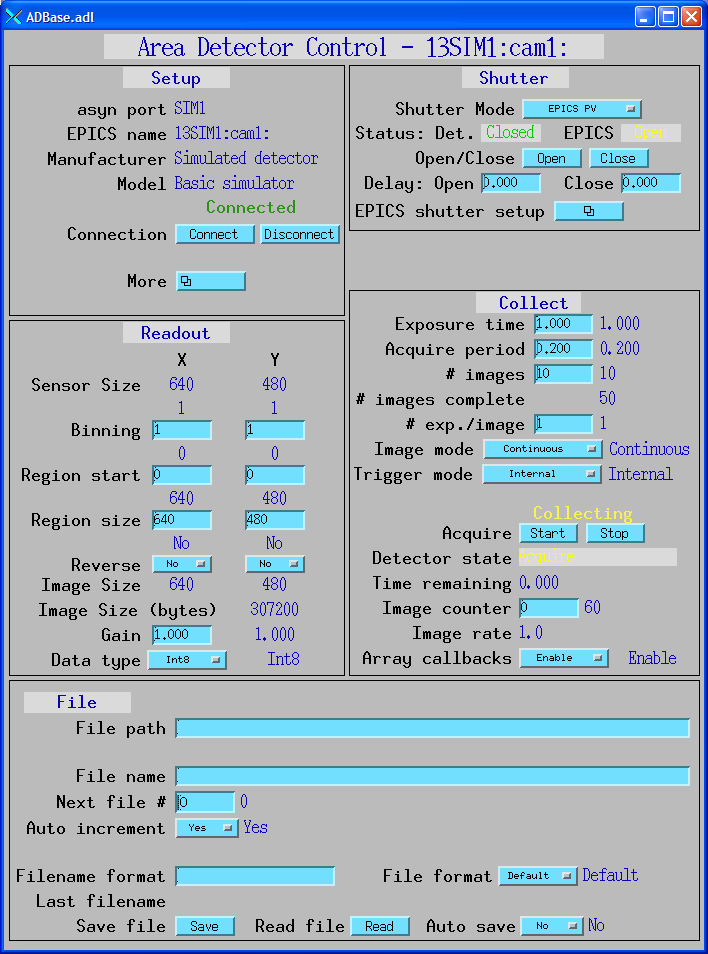 ADBase.adl
Area Detector Control - 13SIM1:cam1:
Setup
asyn port SIM1
EPICS name 13SIM1:cam1:
Manufacturer Simulated detector
Model Basic simulator
Connected
Connection Connect Disconnect
More
Shutter
Shutter Mode EPICS PV
Status: Det. Closed EPICS Open
Open/Close Open Close
Delay: Open 0.000 Close 0.000
EPICS shutter setup
Readout
X Y
Sensor Size 640 480
1 1
Binning 1 1
0 0
Region start 0 0
640 480
Region size 640 480
No No
Reverse No No
Image Size 640 480
Image Size (bytes) 307200
Gain 1.000 1.000
Data type Int8 Int8
Collect
Exposure time 1.000 1.000
Acquire period 0.200 0.200
# images 10 10
# images complete 50
# exp./image 1 1
Image mode Continuous Continuous
Trigger mode Internal Internal
Collecting
Acquire Start Stop
Detector state Acquire
Time remaining 0.000
Image counter 0 60
Image rate 1.0
Array callbacks Enable Enable
File
File path
File name
Next file # 0 0
Auto increment Yes Yes
Filename format File format Default Default
Last filename
Save file Save Read file Read Auto save No No